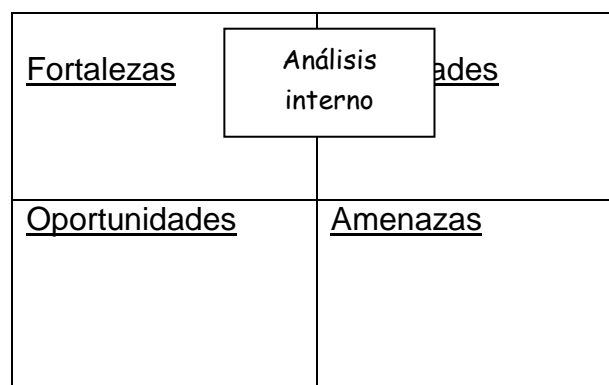 Fortalezas
Análisis
interno
ades
Oportunidades
Amenazas